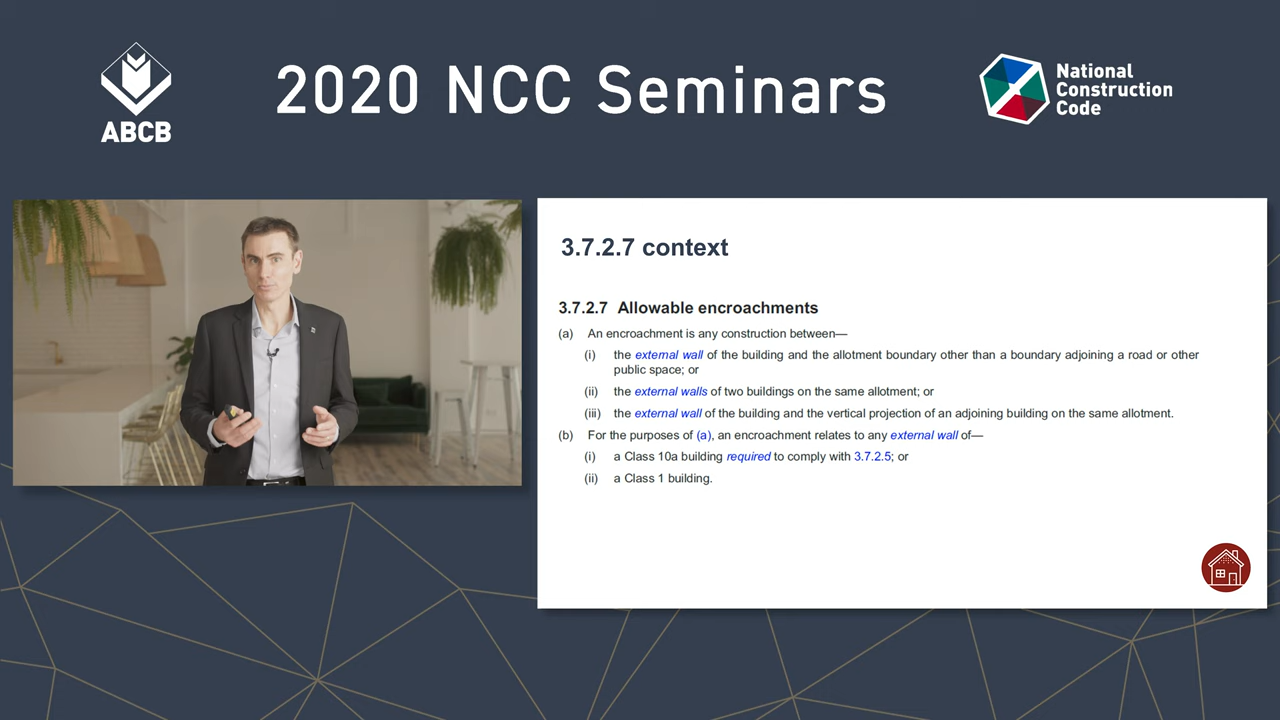 ABCB
2020 NCC Seminars
National
Construction
Code
3.7.2.7 context
3.7.2.7 Allowable encroachments
(a) An encroachment is any construction between—
(i) the external wall of the building and the allotment boundary other than a boundary adjoining a road or other
public space; or
(ii) the external walls of two buildings on the same allotment; or
(iii) the external wall of the building and the vertical projection of an adjoining building on the same allotment.
(b) For the purposes of (a), an encroachment relates to any external wall of—
(i) a Class 10a building required to comply with 3.7.2.5; or
(ii) a Class 1 building.